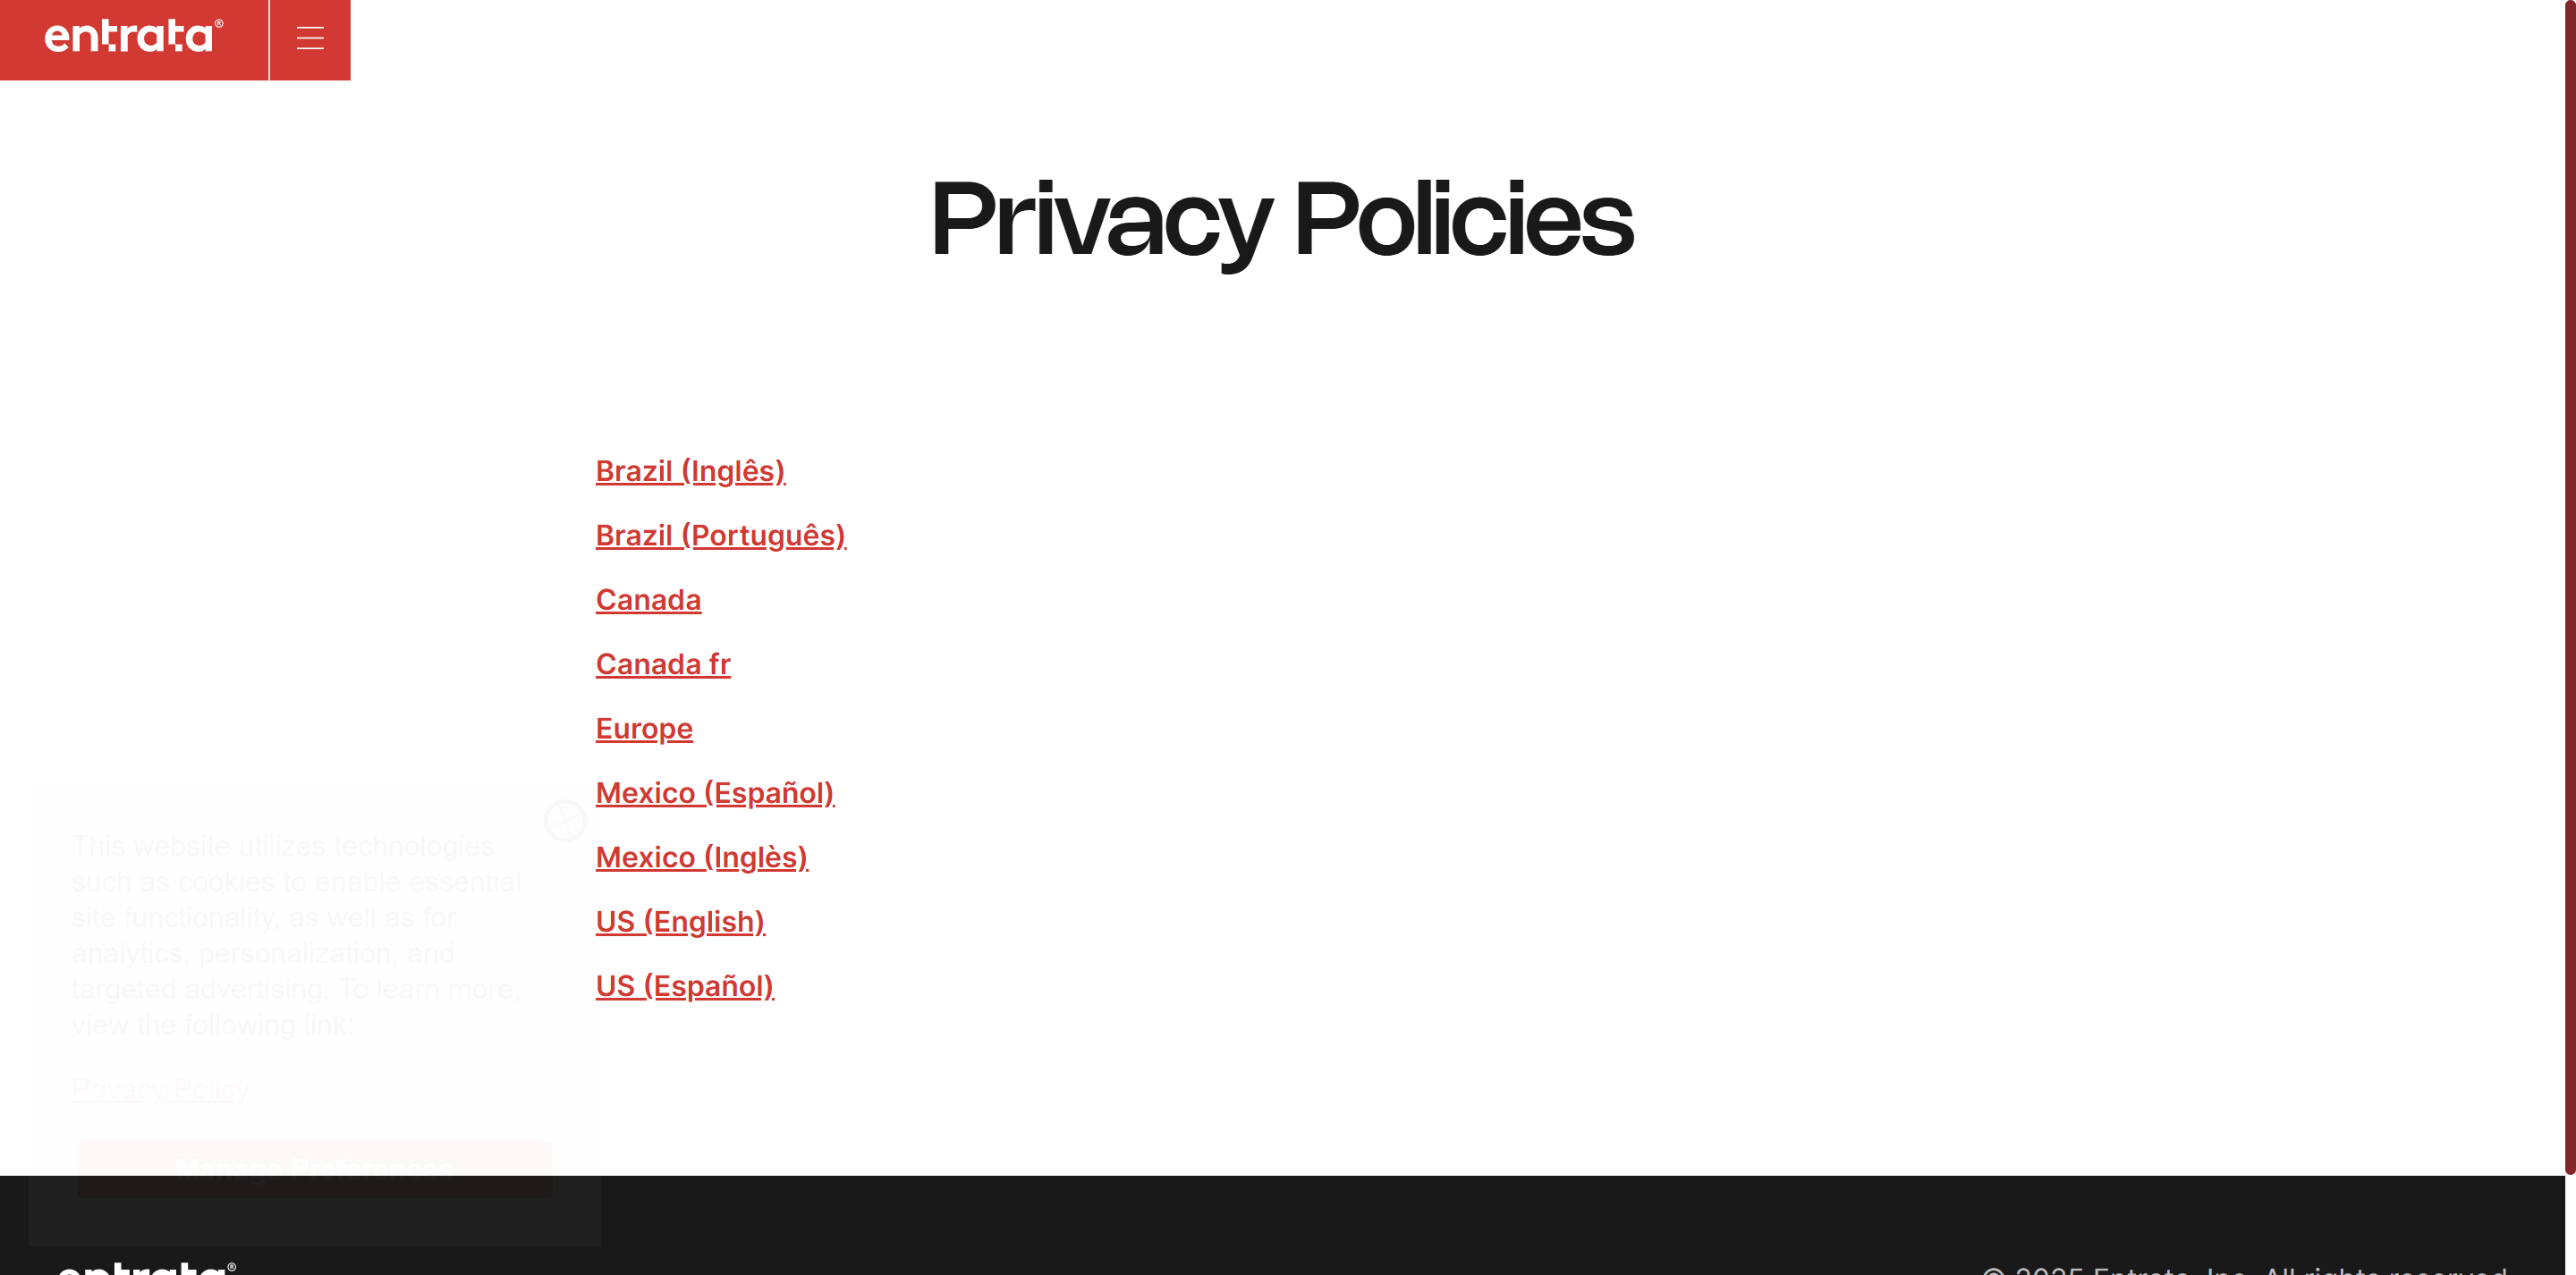 entrata®
Privacy Policies
Brazil (Inglês)
Brazil (Português)
Canada
Canada fr
Europe
Mexico (Español)
Mexico (Inglès)
US (English)
US (Español)
This website utilizes technologies
such as cookies to enable essential
site functionality, as well as for
analytics, personalization, and
targeted advertising. To learn more,
view the following link:
Privacy Policy
Manage Preferences
entrata®
© 2025 Entrata, Inc. All rights reserved